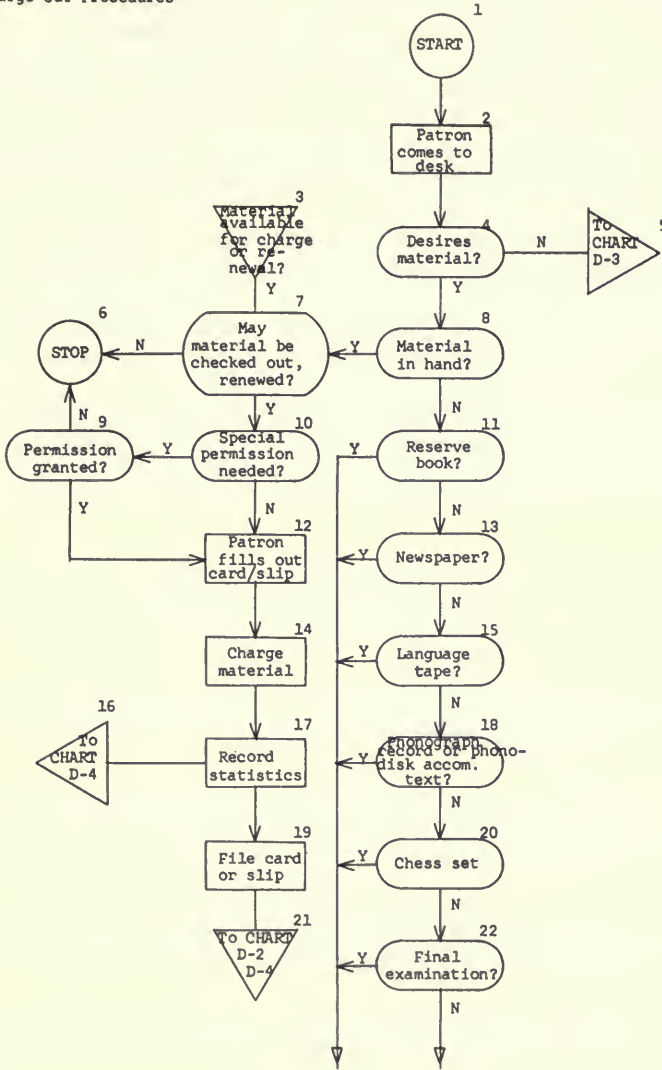 Out Procedures
1
START
2
Patron
comes to
desk
3
Material
available
for charge
or re-
newal?
Y
4
Desires
material?
N
To
CHART
D-3
Y
6
STOP
N
7
May
material be
checked out,
renewed?
Y
8
Material
in hand?
N
N
9
Permission
granted?
Y
Y
10
Special
permission
needed?
Y
N
11
Reserve
book?
Y
N
12
Patron
fills out
card/slip
13
Newspaper?
Y
N
14
Charge
material
15
Language
tape?
Y
N
16
To
CHART
D-4
17
Record
statistics
18
Phonograph
record or phono-
disk accom.
text?
Y
N
19
File card
or slip
20
Chess set
Y
N
21
To CHART
D-2
D-4
22
Final
examination?
Y
N